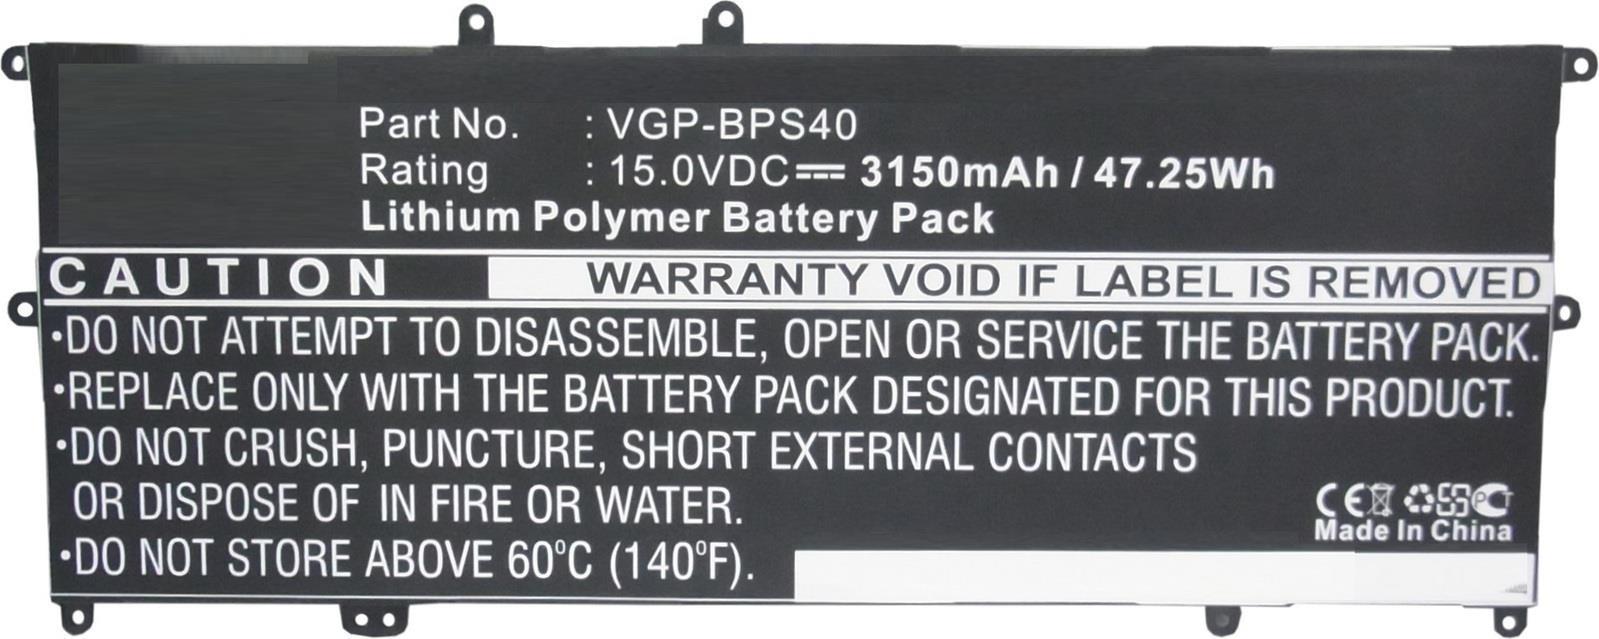 Part No. : VGP-BPS40
Rating : 15.0VDC⎓ 3150mAh / 47.25Wh
Lithium Polymer Battery Pack
CAUTION WARRANTY VOID IF LABEL IS REMOVED
•DO NOT ATTEMPT TO DISASSEMBLE, OPEN OR SERVICE THE BATTERY PACK.
•REPLACE ONLY WITH THE BATTERY PACK DESIGNATED FOR THIS PRODUCT.
•DO NOT CRUSH, PUNCTURE, SHORT EXTERNAL CONTACTS
OR DISPOSE OF IN FIRE OR WATER.
•DO NOT STORE ABOVE 60°C (140°F).
CE
Made In China